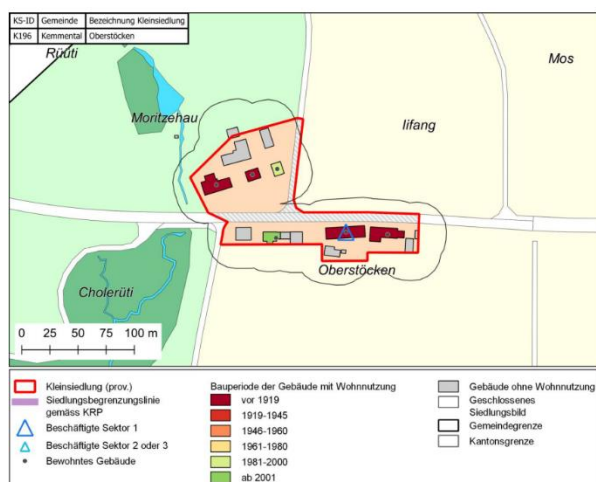 KS-ID Gemeinde Bezeichnung Kleinsiedlung
K196 Kemmental Oberstöcken
Rüüti
Mos
Moritzehau
Iifang
Oberstöcken
Cholerüti
0 25 50 75 100 m
Kleinsiedlung (prov.)
Siedlungsbegrenzungslinie
gemäss KRP
Beschäftigte Sektor 1
Beschäftigte Sektor 2 oder 3
Bewohntes Gebäude
Bauperiode der Gebäude mit Wohnnutzung
vor 1919
1919-1945
1946-1960
1961-1980
1981-2000
ab 2001
Gebäude ohne Wohnnutzung
Geschlossenes
Siedlungsbild
Gemeindegrenze
Kantonsgrenze